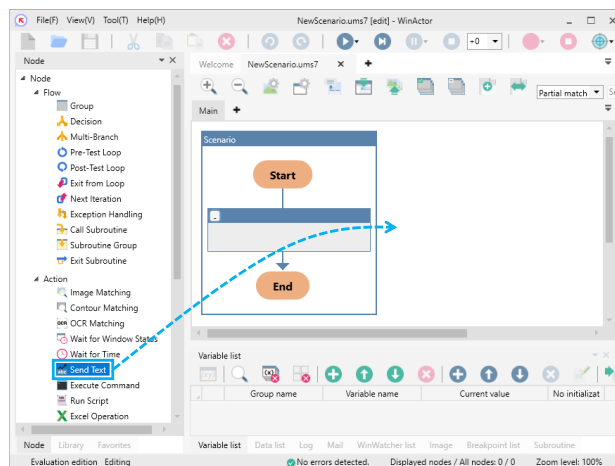 File(F) View(V) Tool(T) Help(H) NewScenario.ums7 [edit] - WinActor
+0
Node
Welcome NewScenario.ums7
Partial match
Main
Node
Flow
Group
Decision
Multi-Branch
Pre-Test Loop
Post-Test Loop
Exit from Loop
Next Iteration
Exception Handling
Call Subroutine
Subroutine Group
Exit Subroutine
Action
Image Matching
Contour Matching
OCR Matching
Wait for Window Status
Wait for Time
Send Text
Execute Command
Run Script
Excel Operation
Scenario
Start
End
Variable list
Group name Variable name Current value No initializat
Node Library Favorites
Variable list Data list Log Mail WinWatcher list Image Breakpoint list Subroutine
Evaluation edition Editing No errors detected. Displayed nodes / All nodes: 0 / 0 Zoom level: 100%